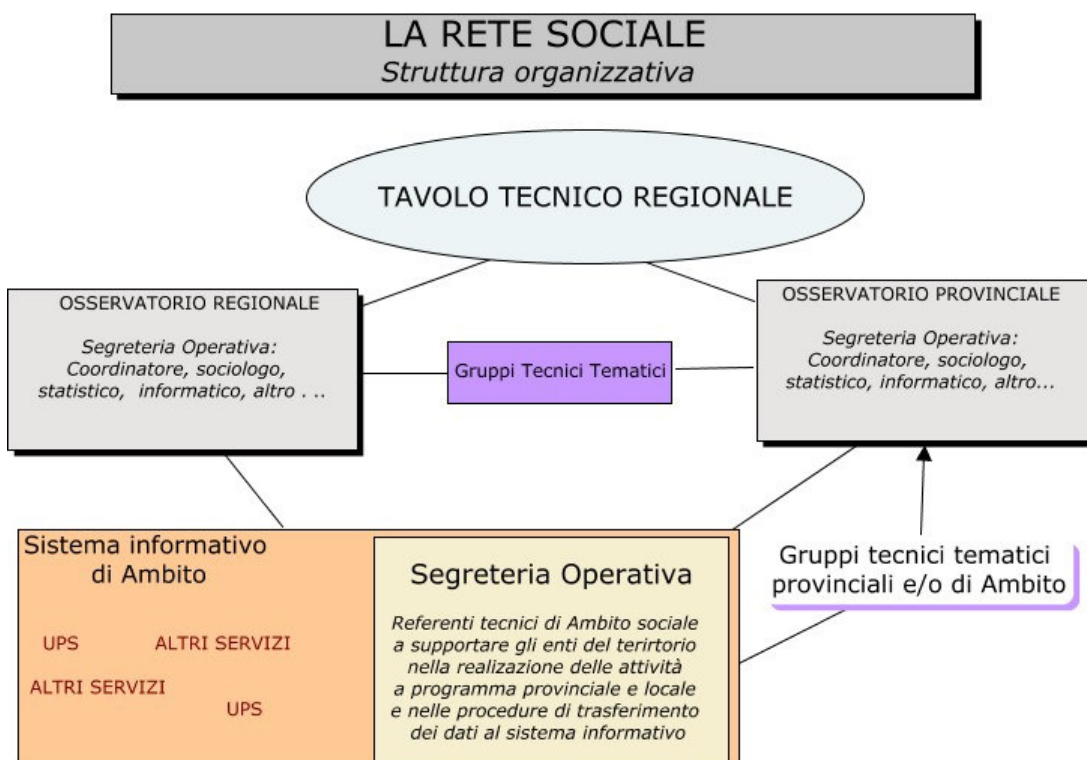 LA RETE SOCIALE
Struttura organizzativa
TAVOLO TECNICO REGIONALE
OSSERVATORIO REGIONALE
Segreteria Operativa:
Coordinatore, sociologo,
statistico, informatico, altro . ..
Gruppi Tecnici Tematici
OSSERVATORIO PROVINCIALE
Segreteria Operativa:
Coordinatore, sociologo,
statistico, informatico, altro...
Sistema informativo
di Ambito
UPS
ALTRI SERVIZI
ALTRI SERVIZI
UPS
Segreteria Operativa
Referenti tecnici di Ambito sociale
a supportare gli enti del terirtorio
nella realizzazione delle attività
a programma provinciale e locale
e nelle procedure di trasferimento
dei dati al sistema informativo
Gruppi tecnici tematici
provinciali e/o di Ambito